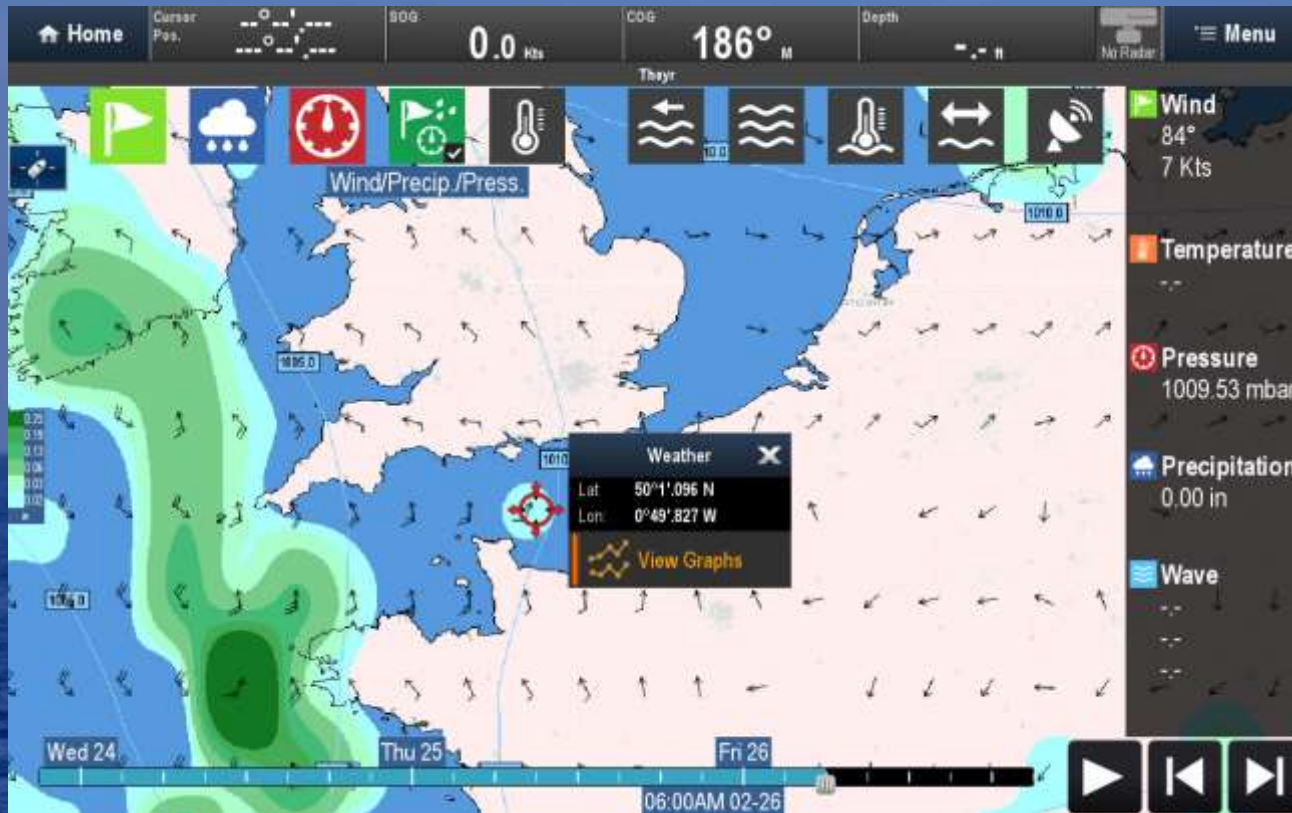 Home
Cursor
Pos.
--°--'.---
--°--'.---
SOG
0.0 Kts
COG
186° M
Depth
-.- ft
No Radar
Menu
Theyr
Wind/Precip./Press.
10.0
1010.0
1005.0
1010
Wind
84°
7 Kts
Temperature
-.-
Pressure
1009.53 mbar
Precipitation
0.00 in
Wave
-.-
-.-
-.-
Weather
Lat 50°1'.096 N
Lon: 0°49'.827 W
View Graphs
Wed 24
Thu 25
Fri 26
06:00AM 02-26